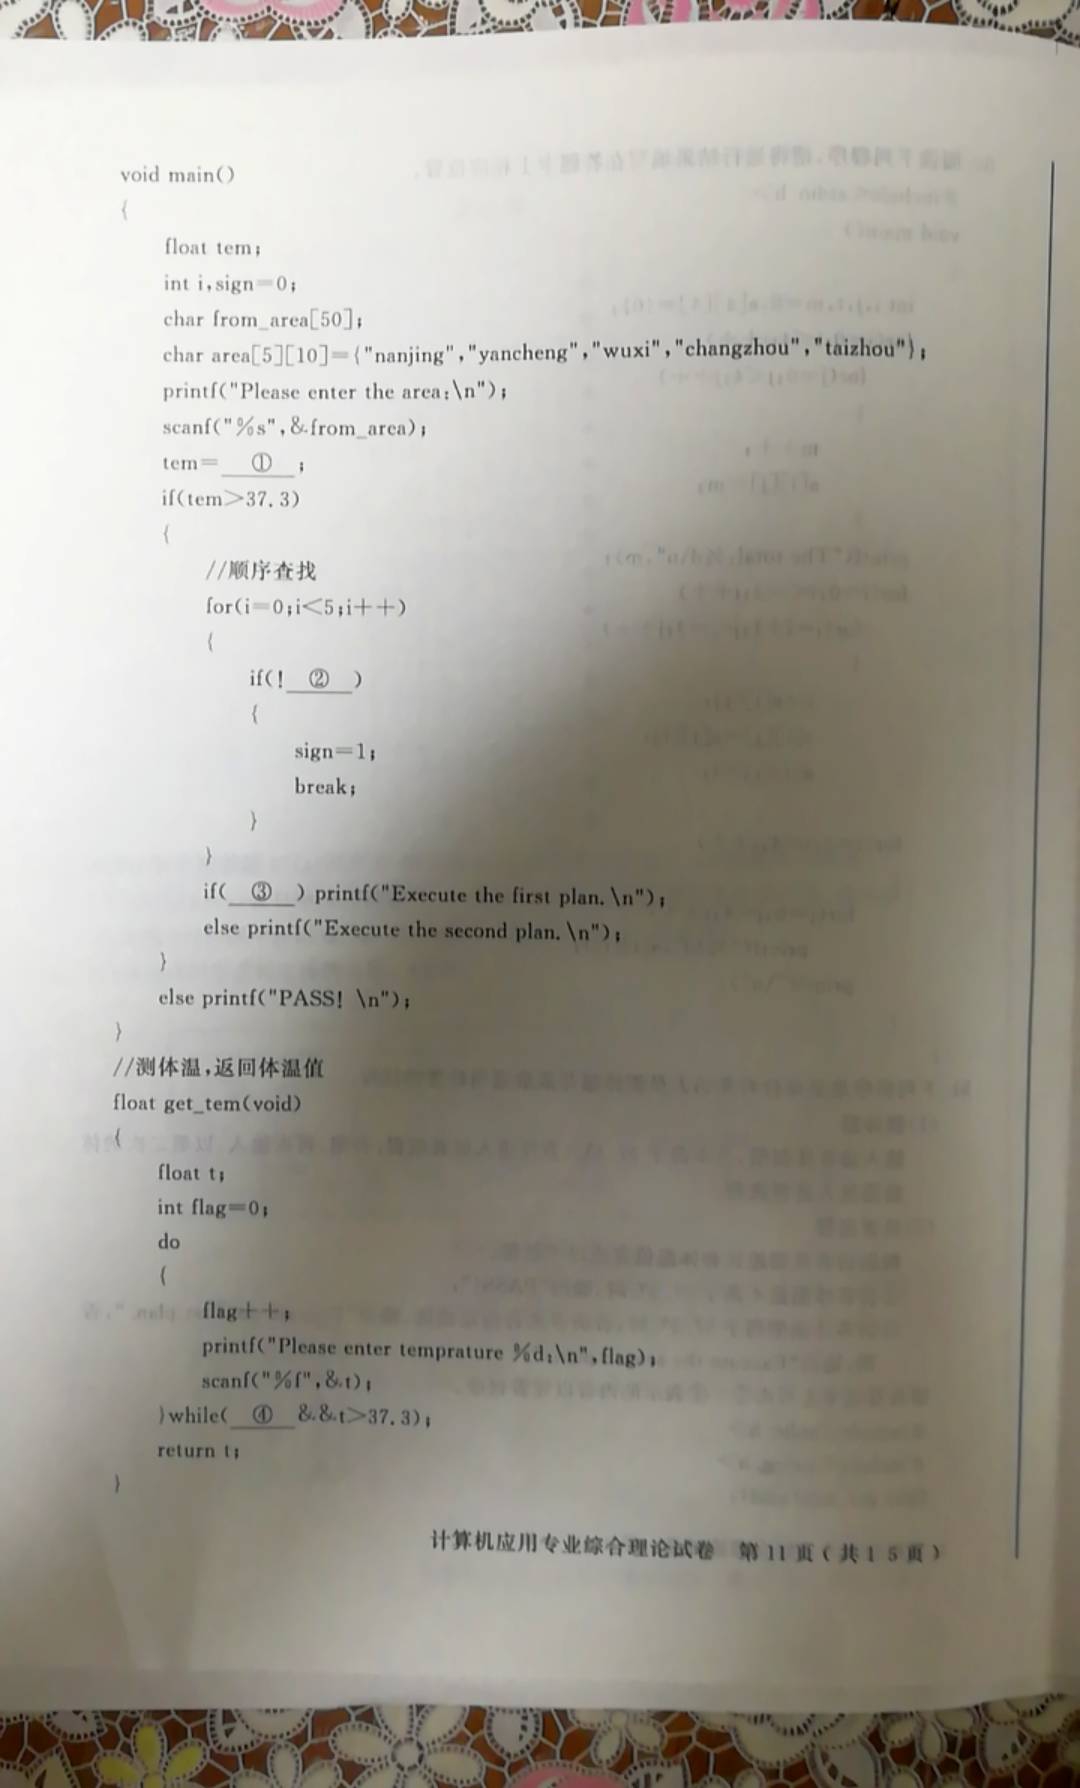 void main()
{
float tem;
int i,sign=0;
char from_area[50];
char area[5][10]={"nanjing","yancheng","wuxi","changzhou","taizhou"};
printf("Please enter the area:\n");
scanf("%s",&from_area);
tem=　①　;
if(tem>37.3)
{
//顺序查找
for(i=0;i<5;i++)
{
if(!　②　)
{
sign=1;
break;
}
}
if(　③　) printf("Execute the first plan.\n");
else printf("Execute the second plan.\n");
}
else printf("PASS! \n");
}
//测体温,返回体温值
float get_tem(void)
{
float t;
int flag=0;
do
{
flag++;
printf("Please enter temprature %d:\n",flag);
scanf("%f",&t);
}while(　④　&&t>37.3);
return t;
}
计算机应用专业综合理论试卷　第 11 页(共 1 5 页)